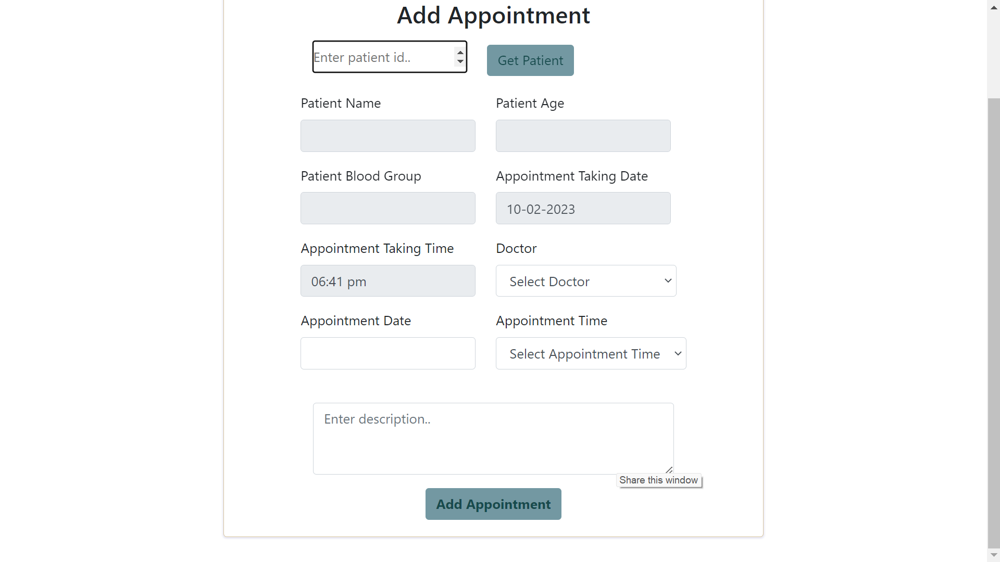 Add Appointment
Enter patient id..
Get Patient
Patient Name
Patient Age
Patient Blood Group
Appointment Taking Date
10-02-2023
Appointment Taking Time
Doctor
06:41 pm
Select Doctor
Appointment Date
Appointment Time
Select Appointment Time
Enter description..
Share this window
Add Appointment